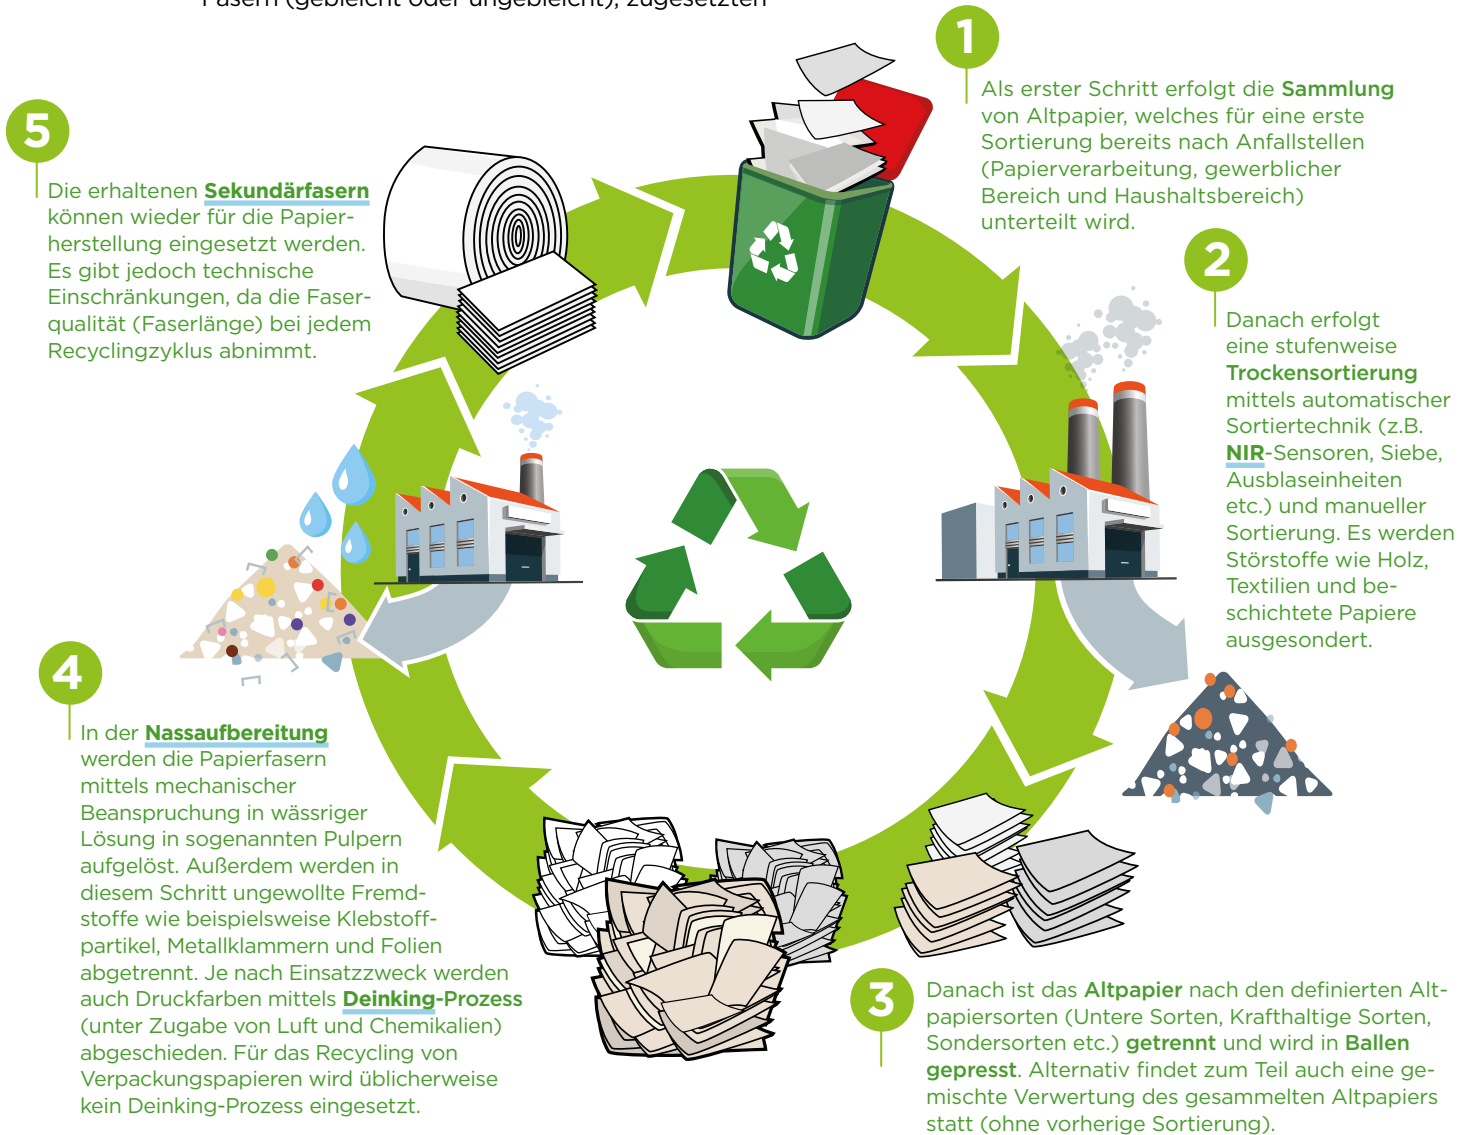 Fasern (gebleicht oder ungebleicht), zugesetzten
1
Als erster Schritt erfolgt die Sammlung
von Altpapier, welches für eine erste
Sortierung bereits nach Anfallstellen
(Papierverarbeitung, gewerblicher
Bereich und Haushaltsbereich)
unterteilt wird.
2
Danach erfolgt
eine stufenweise
Trockensortierung
mittels automatischer
Sortiertechnik (z.B.
NIR-Sensoren, Siebe,
Ausblaseinheiten
etc.) und manueller
Sortierung. Es werden
Störstoffe wie Holz,
Textilien und be-
schichtete Papiere
ausgesondert.
3
Danach ist das Altpapier nach den definierten Alt-
papiersorten (Untere Sorten, Krafthaltige Sorten,
Sondersorten etc.) getrennt und wird in Ballen
gepresst. Alternativ findet zum Teil auch eine ge-
mischte Verwertung des gesammelten Altpapiers
statt (ohne vorherige Sortierung).
4
In der Nassaufbereitung
werden die Papierfasern
mittels mechanischer
Beanspruchung in wässriger
Lösung in sogenannten Pulpern
aufgelöst. Außerdem werden in
diesem Schritt ungewollte Fremd-
stoffe wie beispielsweise Klebstoff-
partikel, Metallklammern und Folien
abgetrennt. Je nach Einsatzzweck werden
auch Druckfarben mittels Deinking-Prozess
(unter Zugabe von Luft und Chemikalien)
abgeschieden. Für das Recycling von
Verpackungspapieren wird üblicherweise
kein Deinking-Prozess eingesetzt.
5
Die erhaltenen Sekundärfasern
können wieder für die Papier-
herstellung eingesetzt werden.
Es gibt jedoch technische
Einschränkungen, da die Faser-
qualität (Faserlänge) bei jedem
Recyclingzyklus abnimmt.